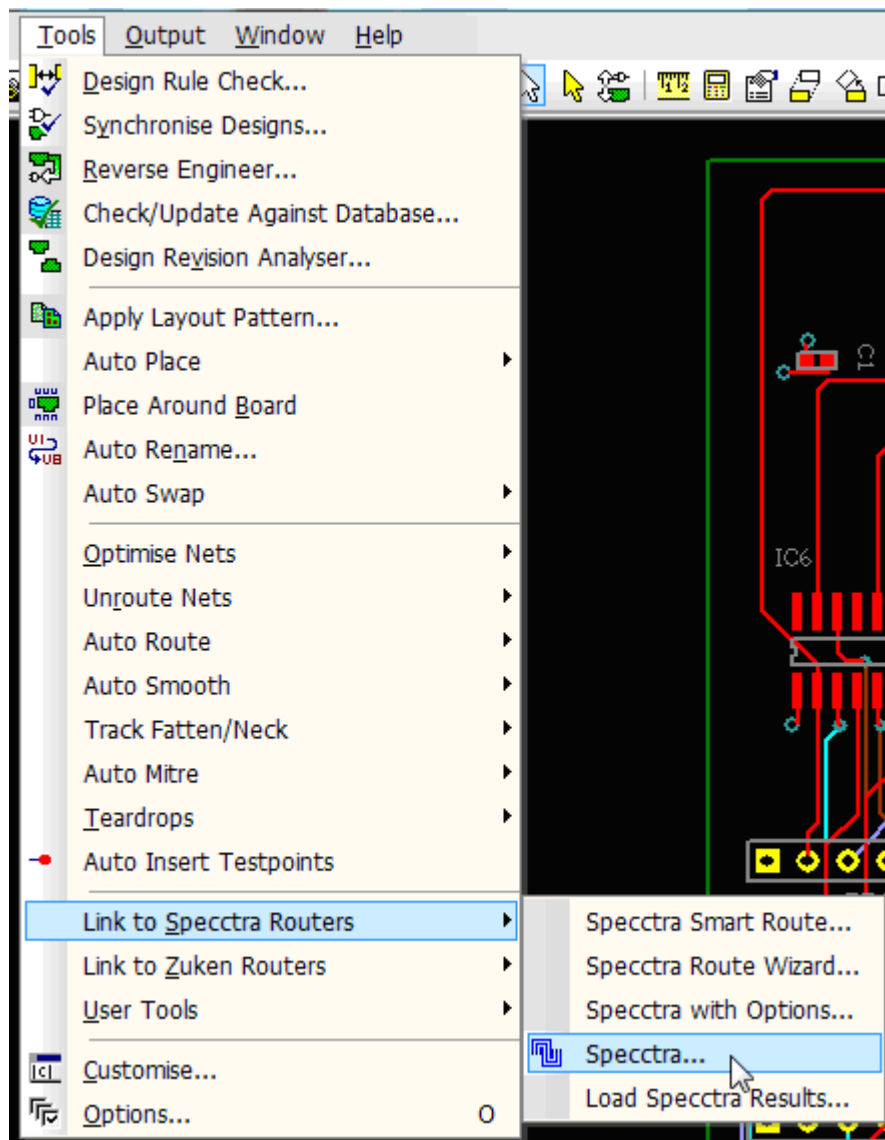 Tools Output Window Help
Design Rule Check...
Synchronise Designs...
Reverse Engineer...
Check/Update Against Database...
Design Revision Analyser...
Apply Layout Pattern...
Auto Place
Place Around Board
Auto Rename...
Auto Swap
Optimise Nets
Unroute Nets
Auto Route
Auto Smooth
Track Fatten/Neck
Auto Mitre
Teardrops
Auto Insert Testpoints
Link to Specctra Routers
Link to Zuken Routers
User Tools
Customise...
Options... O
Specctra Smart Route...
Specctra Route Wizard...
Specctra with Options...
Specctra...
Load Specctra Results...
C1
IC6